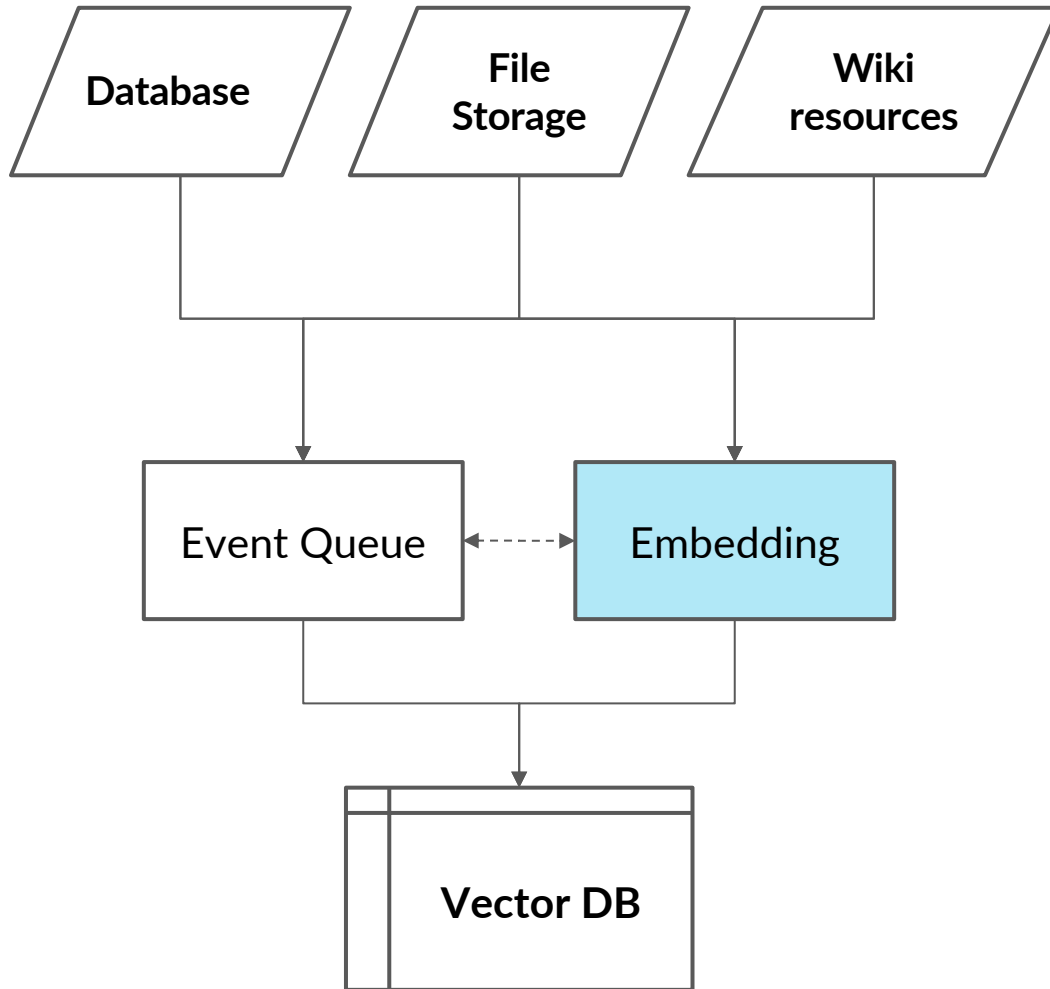 Database
File
Storage
Wiki
resources
Event Queue
Embedding
Vector DB